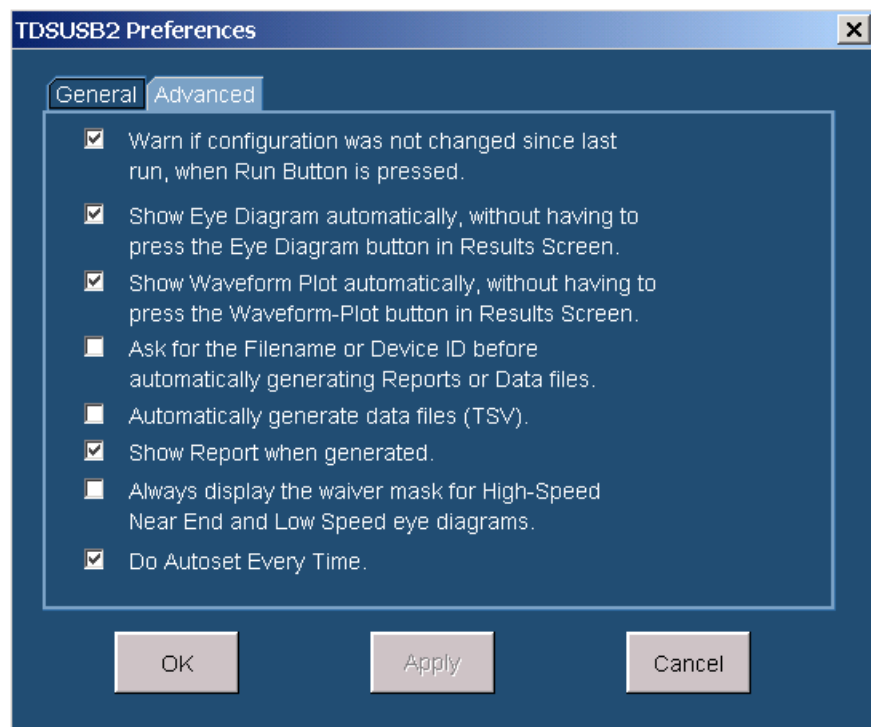 TDSUSB2 Preferences
General
Advanced
Warn if configuration was not changed since last
run, when Run Button is pressed.
Show Eye Diagram automatically, without having to
press the Eye Diagram button in Results Screen.
Show Waveform Plot automatically, without having to
press the Waveform-Plot button in Results Screen.
Ask for the Filename or Device ID before
automatically generating Reports or Data files.
Automatically generate data files (TSV).
Show Report when generated.
Always display the waiver mask for High-Speed
Near End and Low Speed eye diagrams.
Do Autoset Every Time.
OK
Apply
Cancel